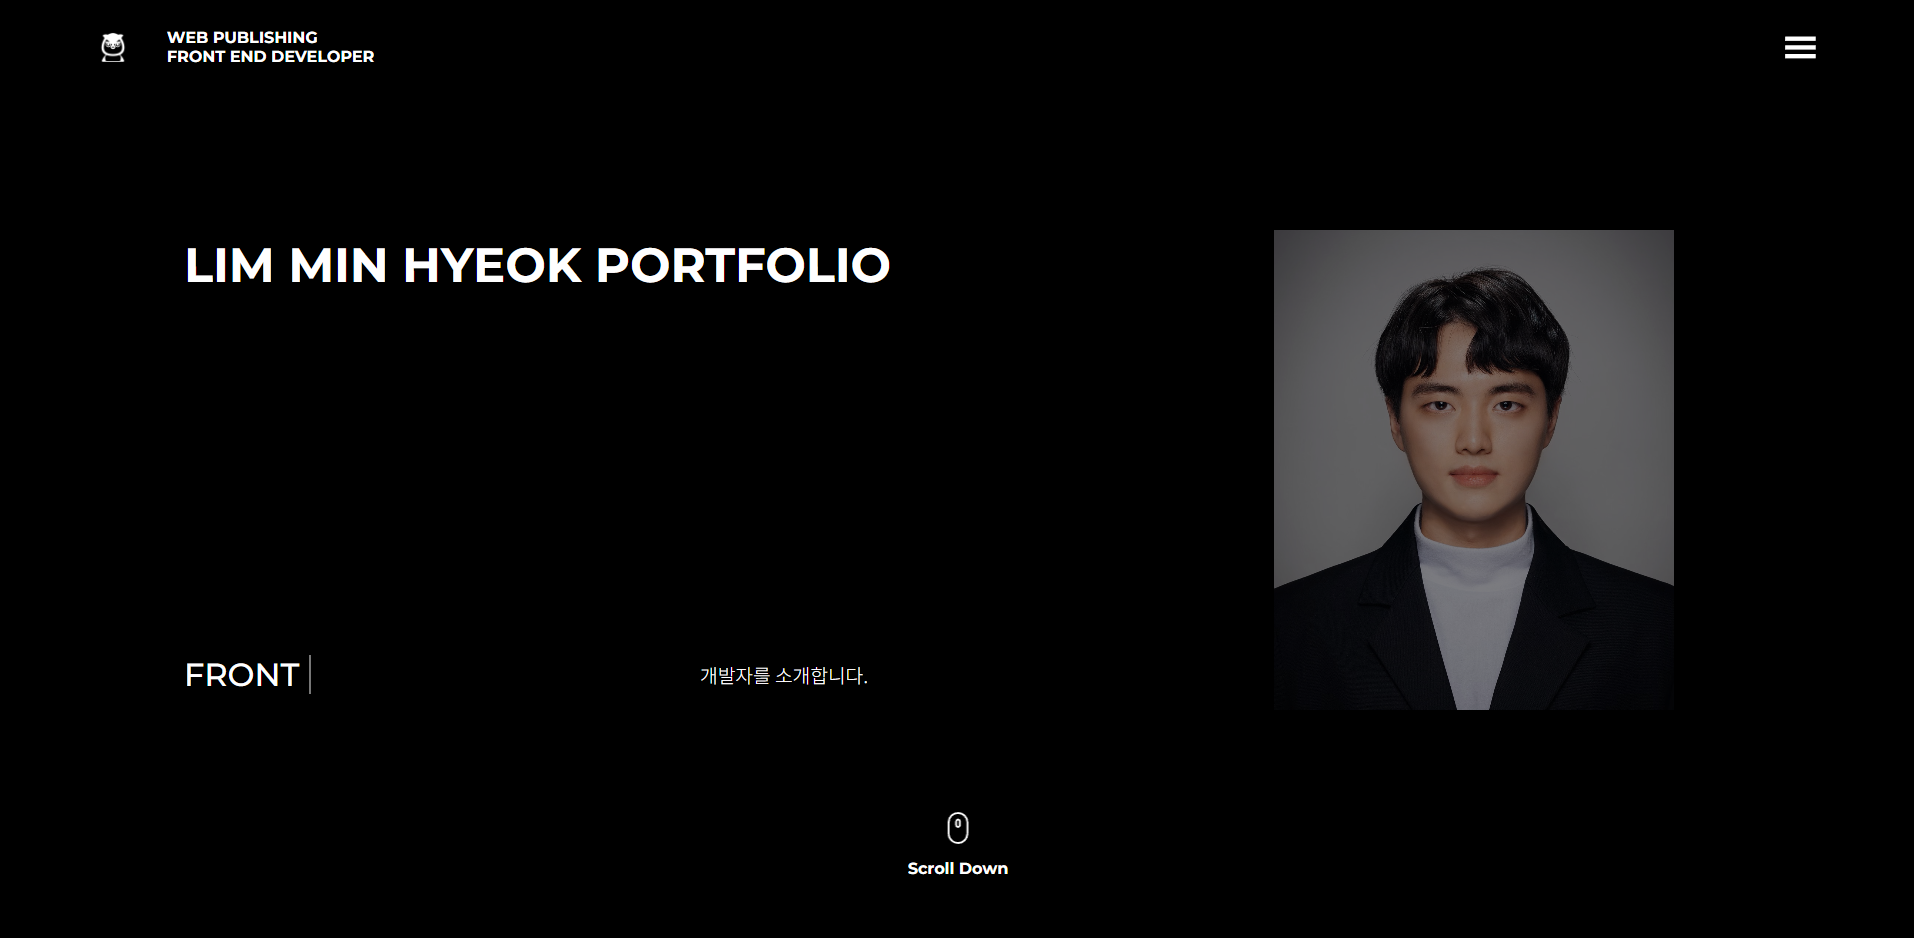 WEB PUBLISHING
FRONT END DEVELOPER
LIM MIN HYEOK PORTFOLIO
FRONT
개발자를 소개합니다.
Scroll Down